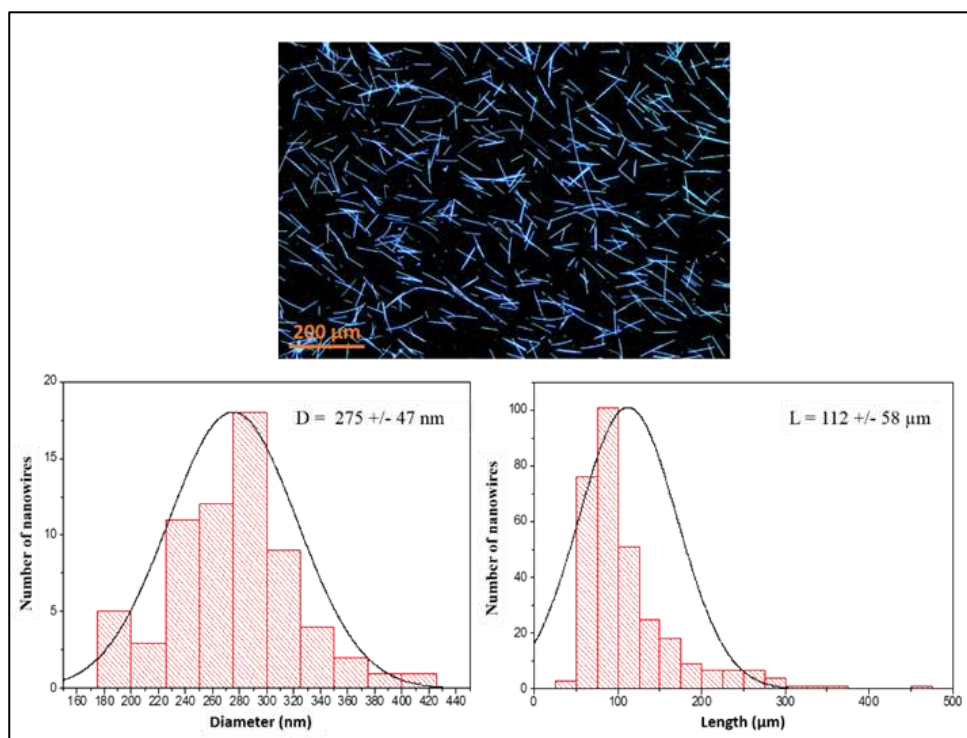 200 μm
20
15
10
5
0
D = 275 +/- 47 nm
Number of nanowires
160 180 200 220 240 260 280 300 320 340 360 380 400 420 440
Diameter (nm)
100
80
60
40
20
0
L = 112 +/- 58 μm
Number of nanowires
0 100 200 300 400 500
Length (μm)